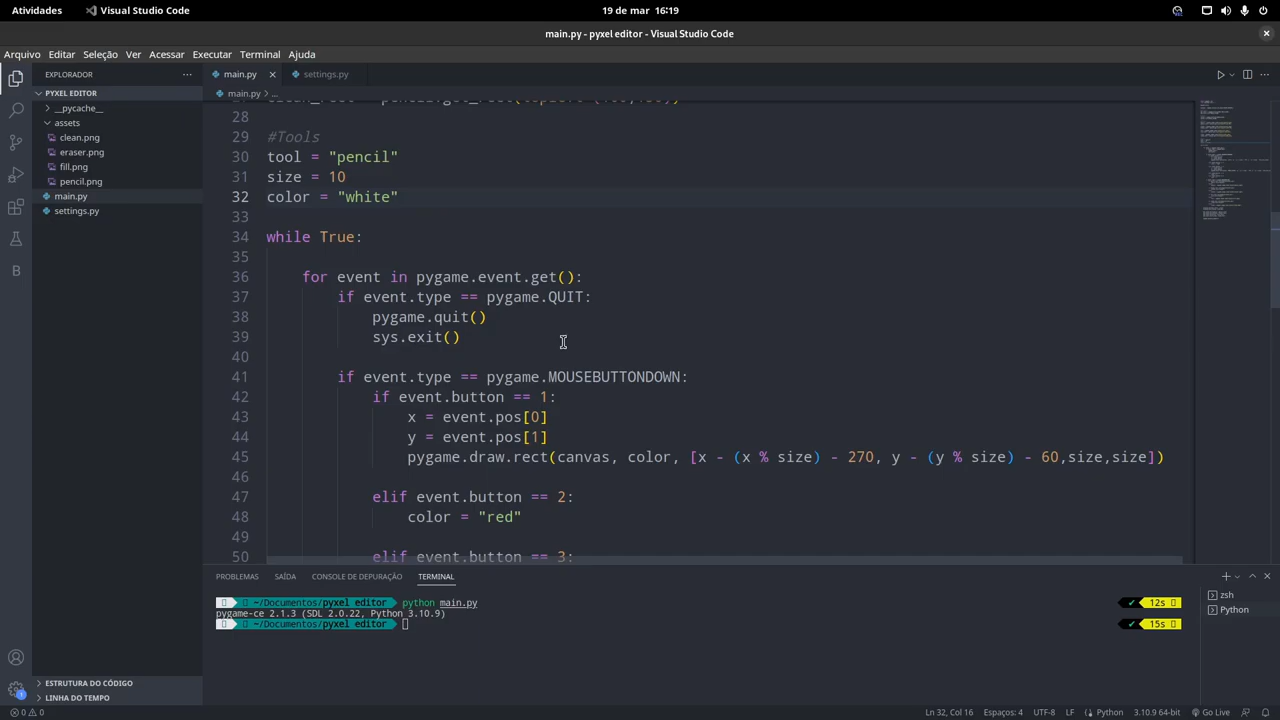 Atividades
Visual Studio Code
19 de mar 16:19
main.py - pyxel editor - Visual Studio Code
Arquivo Editar Seleção Ver Acessar Executar Terminal Ajuda
EXPLORADOR
PYXEL EDITOR
__pycache__
assets
clean.png
eraser.png
fill.png
pencil.png
main.py
settings.py
ESTRUTURA DO CÓDIGO
LINHA DO TEMPO
main.py
settings.py
main.py > ...
28
29 #Tools
30 tool = "pencil"
31 size = 10
32 color = "white"
33
34 while True:
35
36 for event in pygame.event.get():
37 if event.type == pygame.QUIT:
38 pygame.quit()
39 sys.exit()
40
41 if event.type == pygame.MOUSEBUTTONDOWN:
42 if event.button == 1:
43 x = event.pos[0]
44 y = event.pos[1]
45 pygame.draw.rect(canvas, color, [x - (x % size) - 270, y - (y % size) - 60,size,size])
46
47 elif event.button == 2:
48 color = "red"
49
50 elif event.button == 3:
PROBLEMAS SAÍDA CONSOLE DE DEPURAÇÃO TERMINAL
~/Documentos/pyxel editor python main.py ✓ 12s
pygame-ce 2.1.3 (SDL 2.0.22, Python 3.10.9)
~/Documentos/pyxel editor ✓ 15s
zsh
Python
B
1
0 0
Ln 32, Col 16 Espaços: 4 UTF-8 LF Python 3.10.9 64-bit Go Live